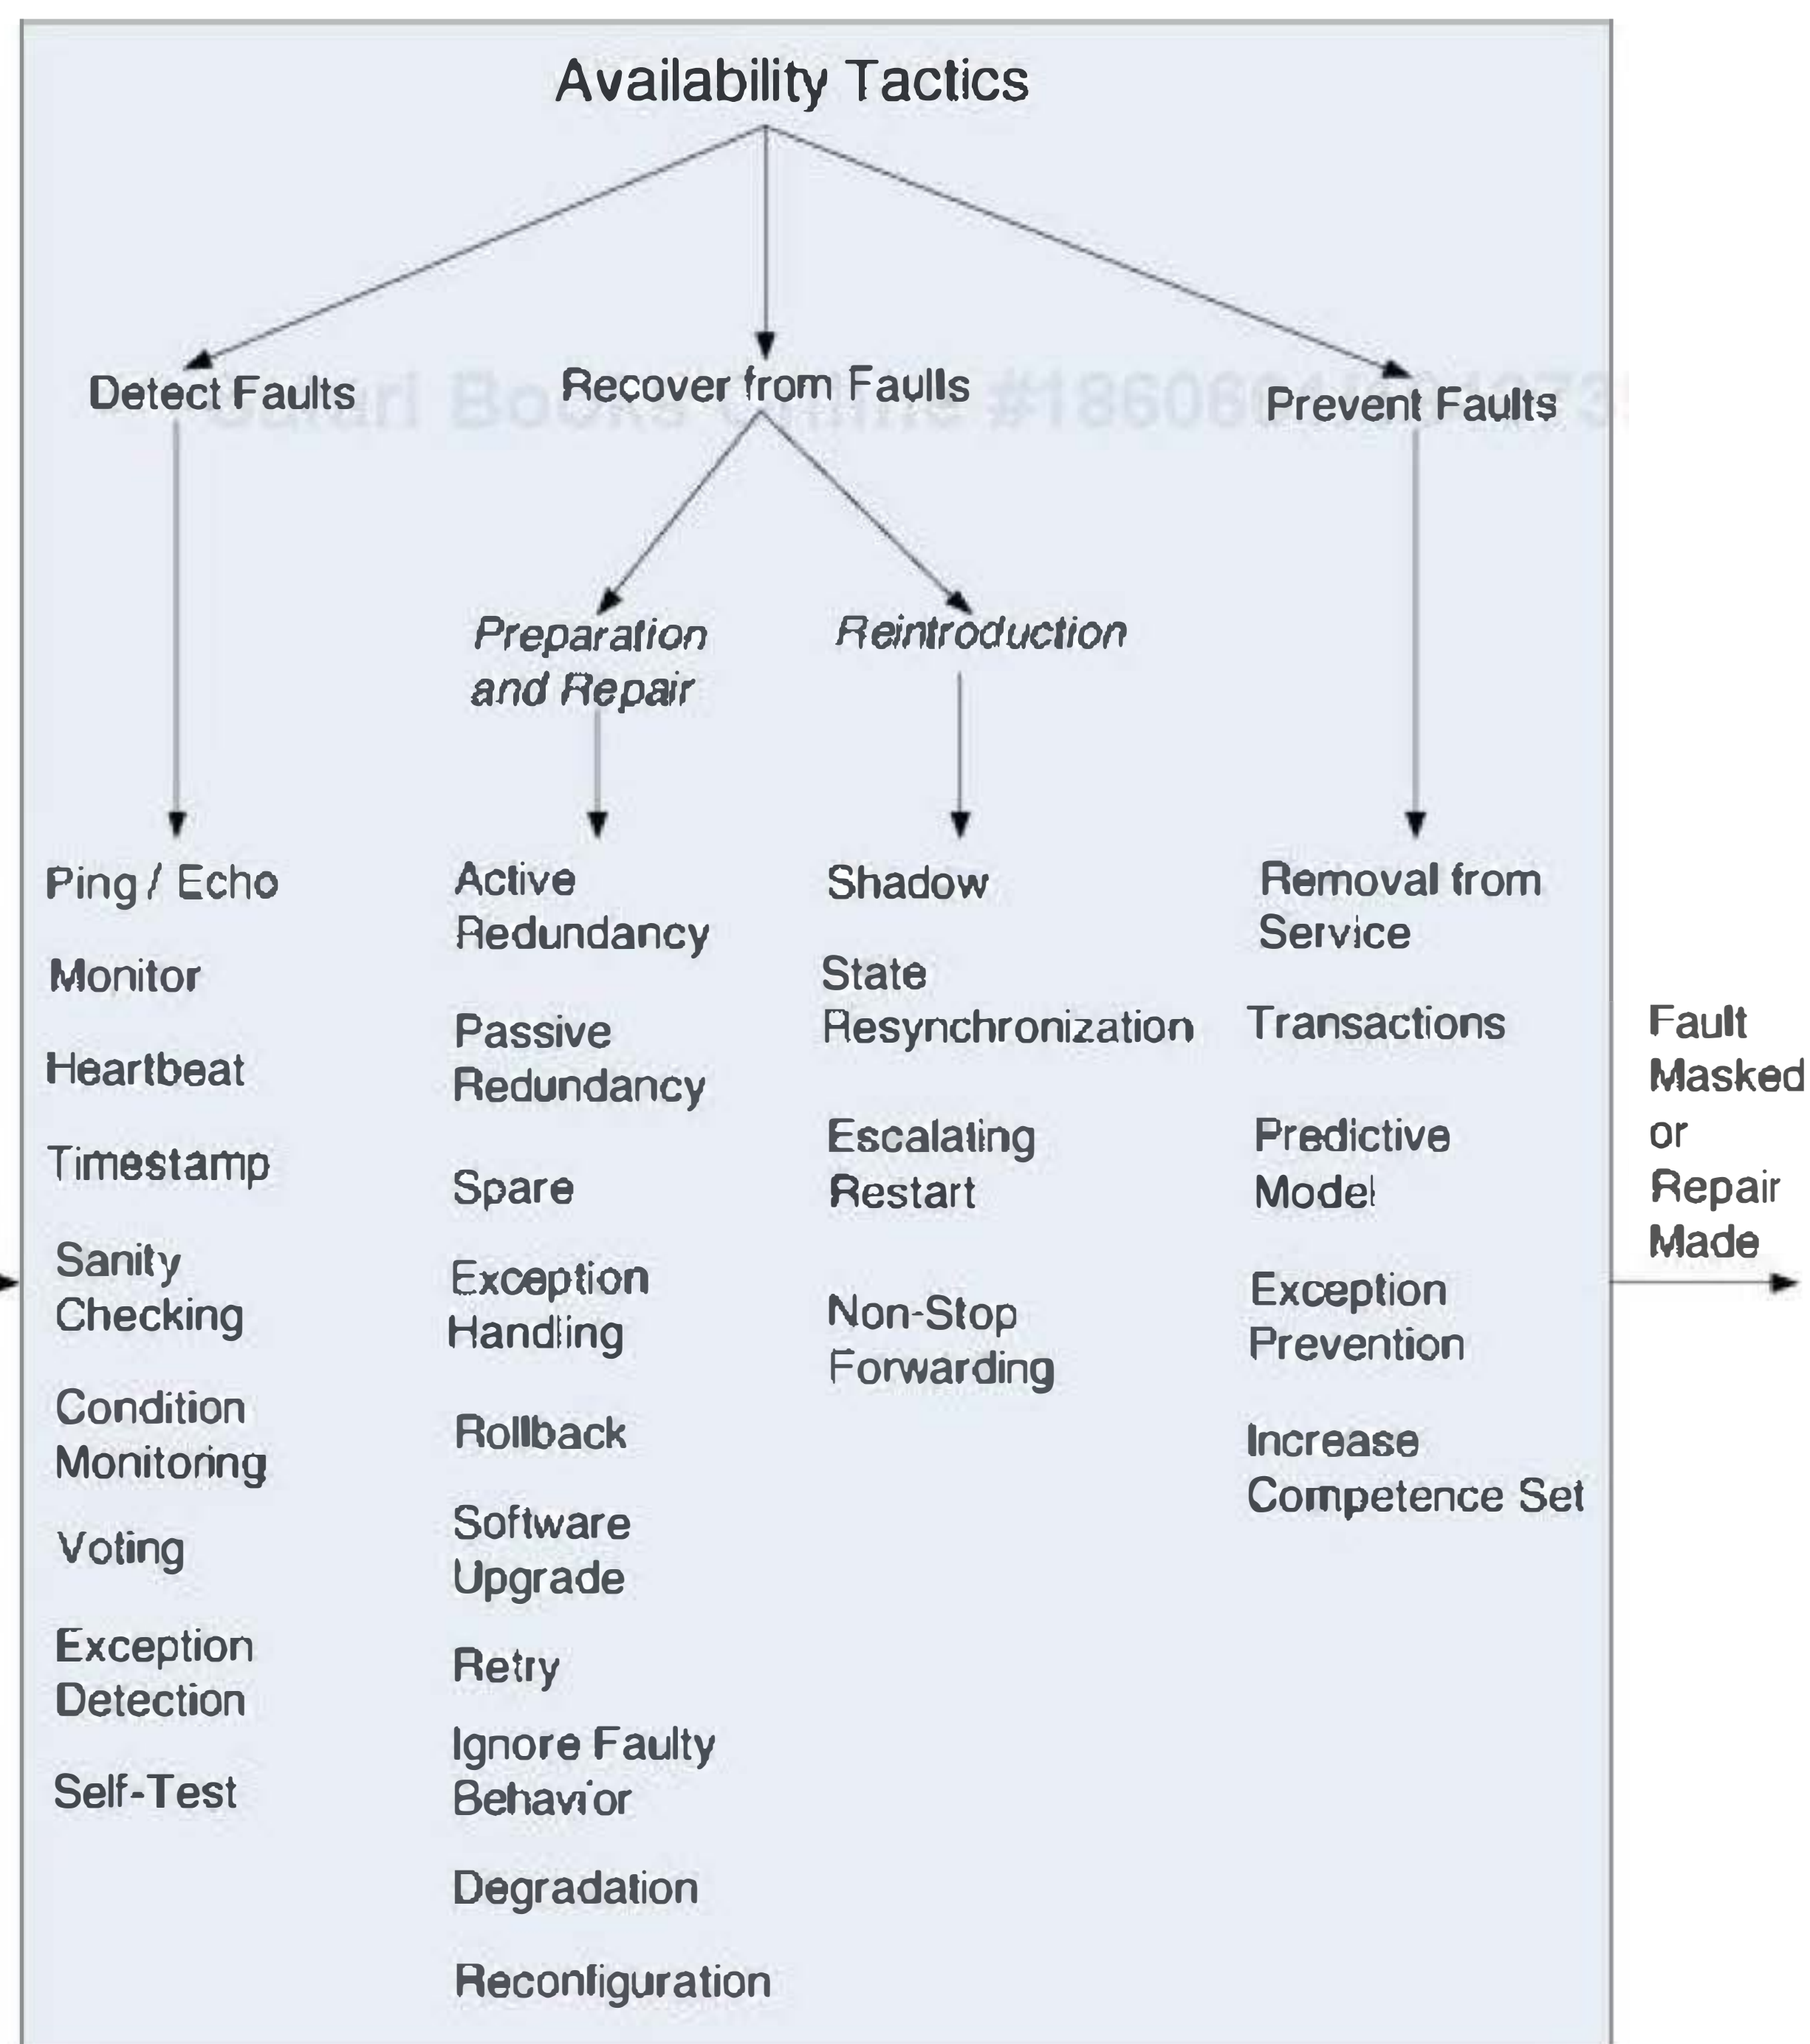 Availability Tactics
Detect Faults
Recover from Faults
Prevent Faults
Preparation
and Repair
Reintroduction
Ping / Echo
Monitor
Heartbeat
Timestamp
Sanity
Checking
Condition
Monitoring
Voting
Exception
Detection
Self-Test
Active
Redundancy
Passive
Redundancy
Spare
Exception
Handling
Rollback
Software
Upgrade
Retry
Ignore Faulty
Behavior
Degradation
Reconfiguration
Shadow
State
Resynchronization
Escalating
Restart
Non-Stop
Forwarding
Removal from
Service
Transactions
Predictive
Model
Exception
Prevention
Increase
Competence Set
Fault
Masked
or
Repair
Made